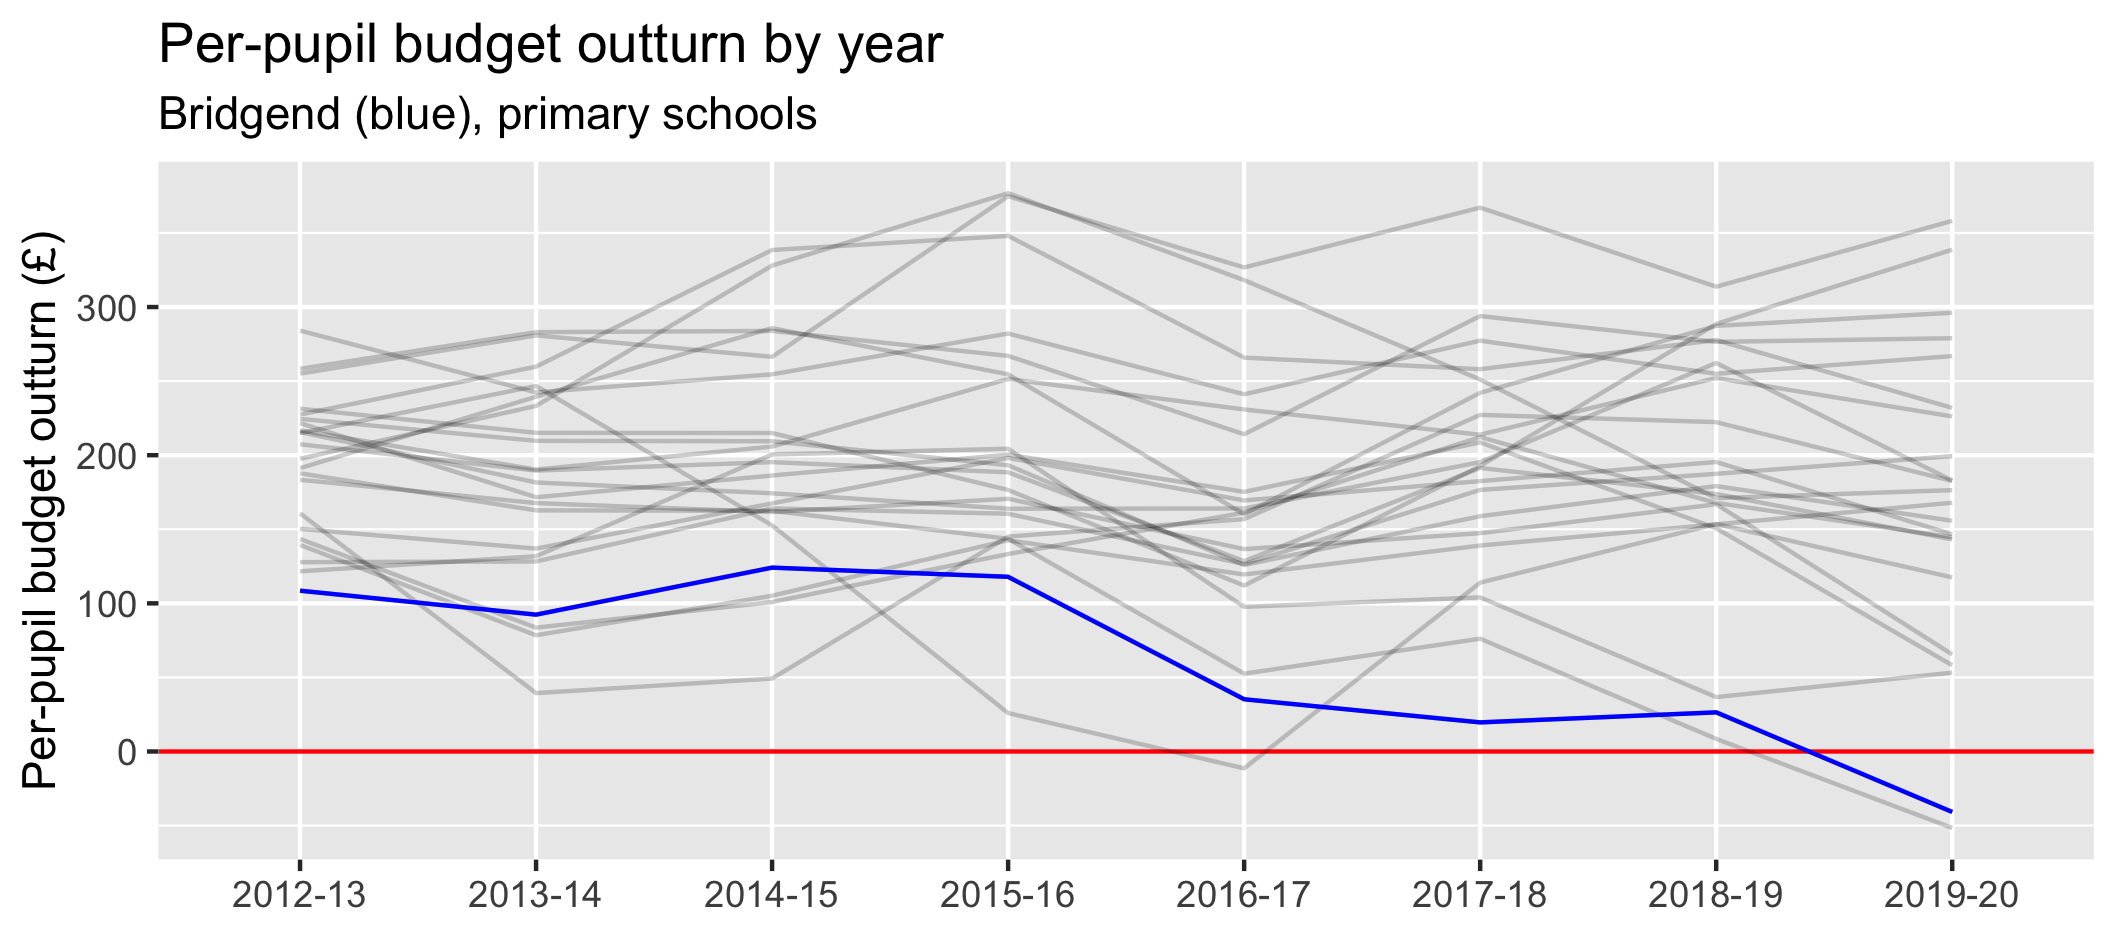 Per-pupil budget outturn by year
Bridgend (blue), primary schools
Per-pupil budget outturn (£)
300
200
100
0
2012-13 2013-14 2014-15 2015-16 2016-17 2017-18 2018-19 2019-20